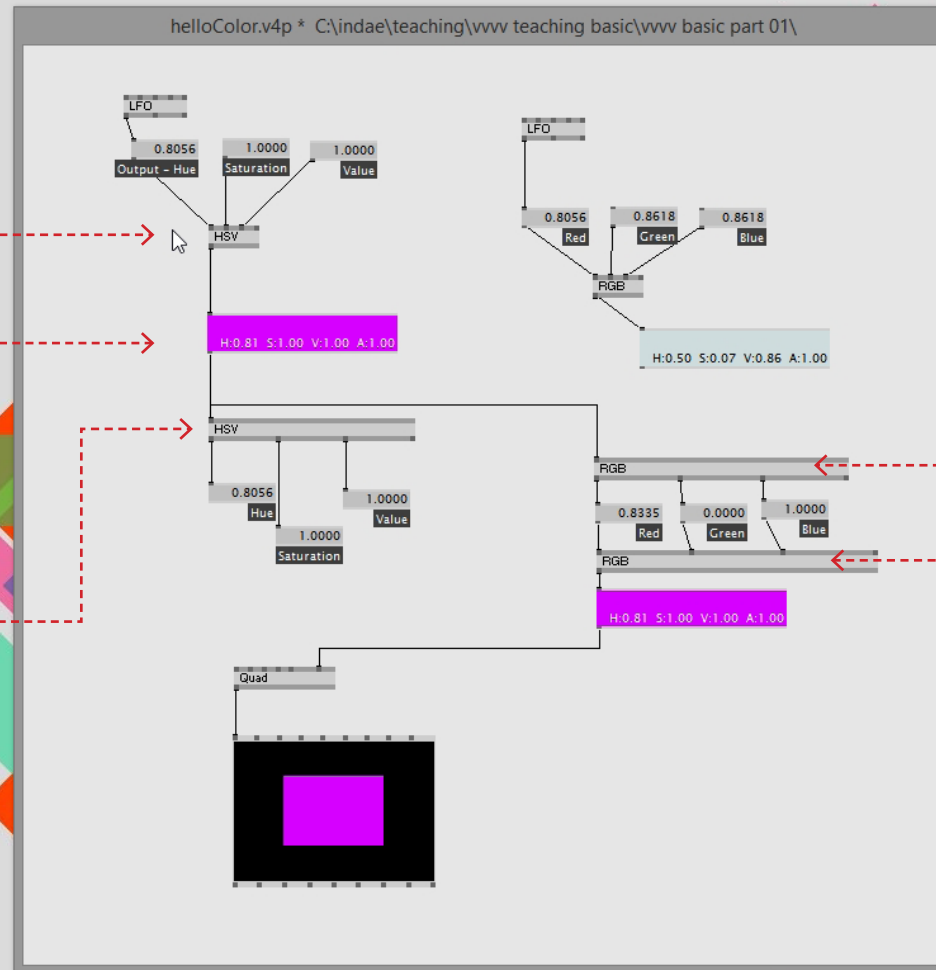 helloColor.v4p * C:\indae\teaching\vvvv teaching basic\vvvv basic part 01\
LFO
0.8056
Output - Hue
1.0000
Saturation
1.0000
Value
HSV
H:0.81 S:1.00 V:1.00 A:1.00
LFO
0.8056
Red
0.8618
Green
0.8618
Blue
RGB
H:0.50 S:0.07 V:0.86 A:1.00
HSV
0.8056
Hue
1.0000
Saturation
1.0000
Value
RGB
0.8335
Red
0.0000
Green
1.0000
Blue
RGB
H:0.81 S:1.00 V:1.00 A:1.00
Quad